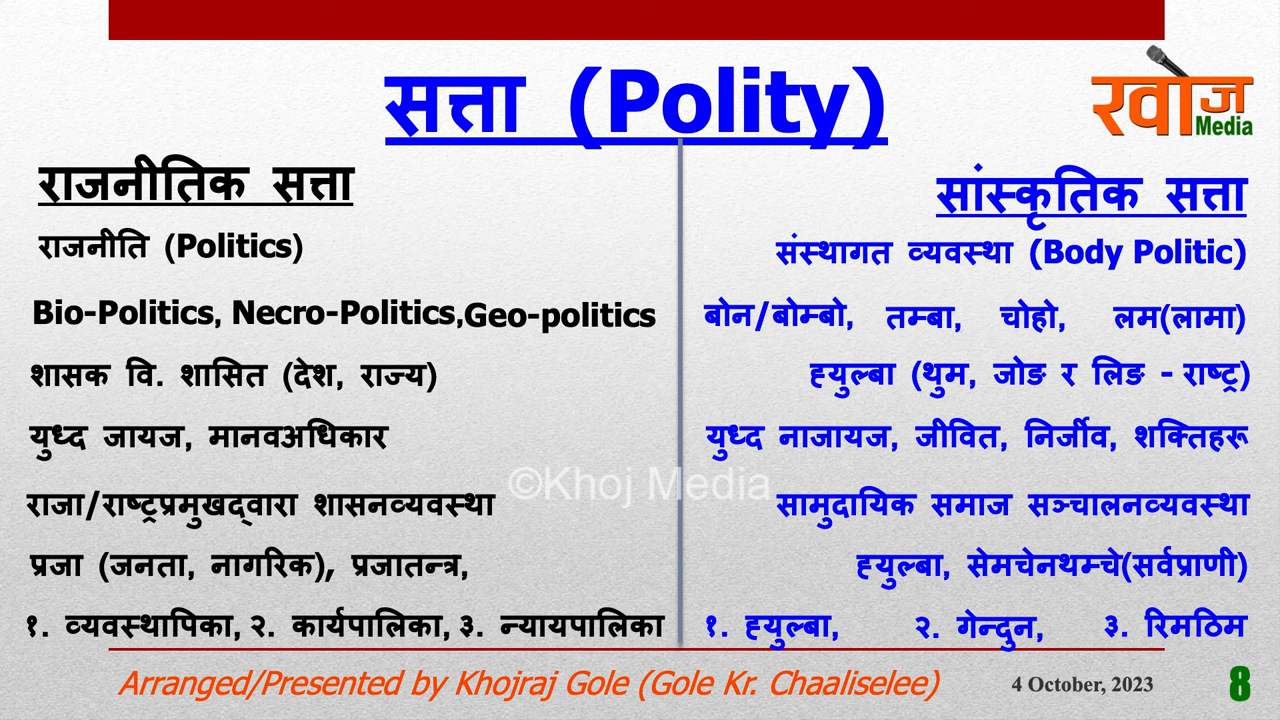 सत्ता (Polity)
खोज
Media
राजनीतिक सत्ता
राजनीति (Politics)
Bio-Politics, Necro-Politics,Geo-politics
शासक वि. शासित (देश, राज्य)
युध्द जायज, मानवअधिकार
राजा/राष्ट्रप्रमुखद्वारा शासनव्यवस्था
प्रजा (जनता, नागरिक), प्रजातन्त्र,
१. व्यवस्थापिका, २. कार्यपालिका, ३. न्यायपालिका
सांस्कृतिक सत्ता
संस्थागत व्यवस्था (Body Politic)
बोन/बोम्बो, तम्बा, चोहो, लम(लामा)
ह्युल्बा (थुम, जोङ र लिङ - राष्ट्र)
युध्द नाजायज, जीवित, निर्जीव, शक्तिहरू
सामुदायिक समाज सञ्चालनव्यवस्था
ह्युल्बा, सेमचेनथम्चे(सर्वप्राणी)
१. ह्युल्बा, २. गेन्दुन, ३. रिमठिम
©Khoj Media
Arranged/Presented by Khojraj Gole (Gole Kr. Chaaliselee)
4 October, 2023
8